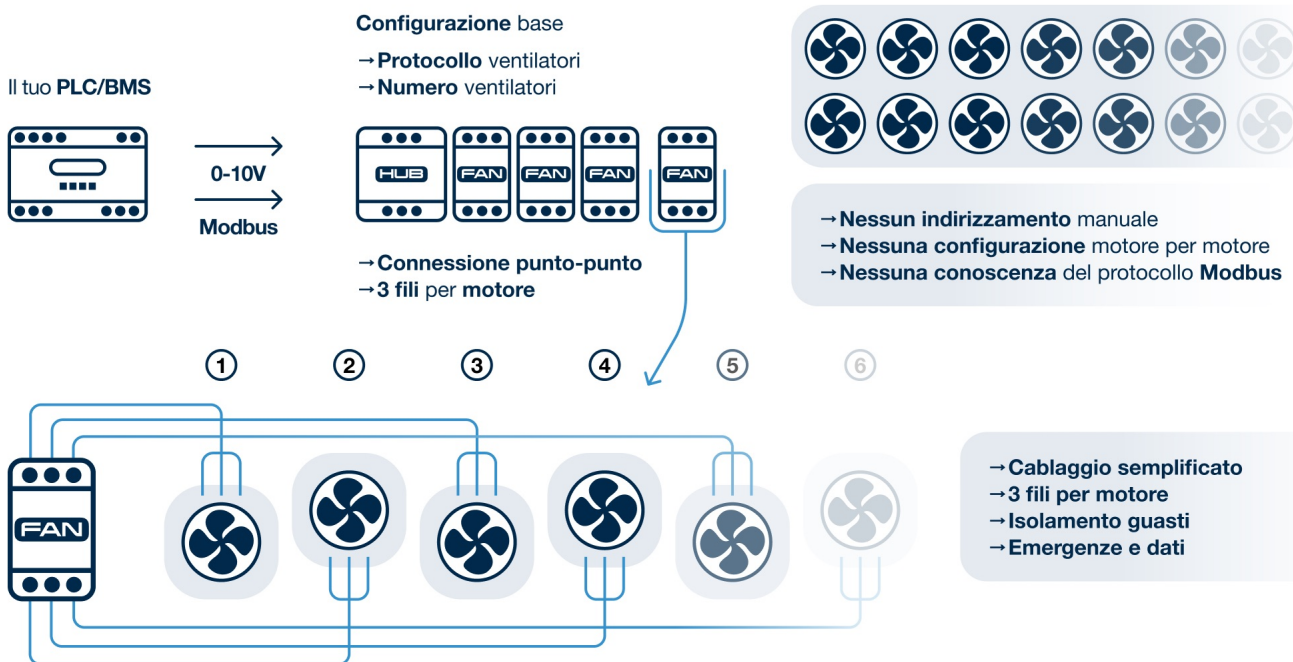 Configurazione base
→Protocollo ventilatori
→Numero ventilatori
Il tuo PLC/BMS
0-10V
Modbus
HUB
FAN
FAN
FAN
FAN
→Connessione punto-punto
→3 fili per motore
→Nessun indirizzamento manuale
→Nessuna configurazione motore per motore
→Nessuna conoscenza del protocollo Modbus
1
2
3
4
5
6
FAN
→Cablaggio semplificato
→3 fili per motore
→Isolamento guasti
→Emergenze e dati